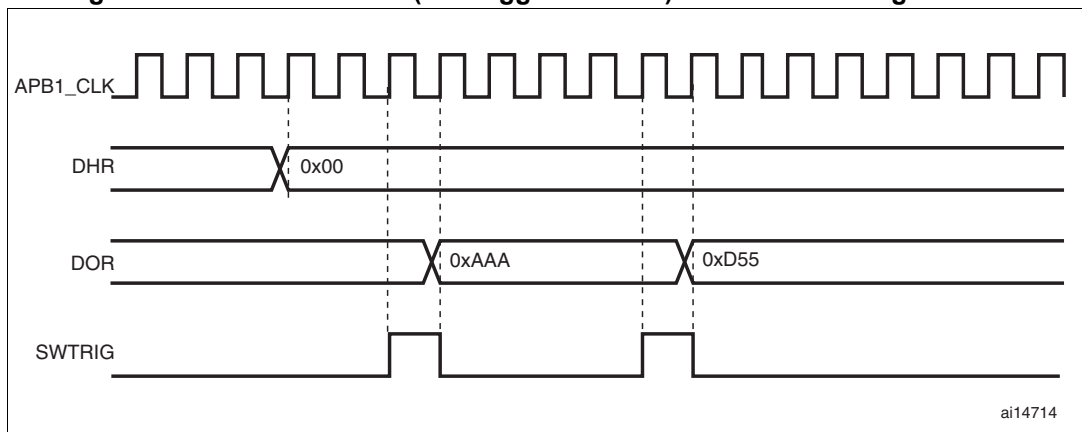 APB1_CLK
DHR
0x00
DOR
0xAAA
0xD55
SWTRIG
ai14714